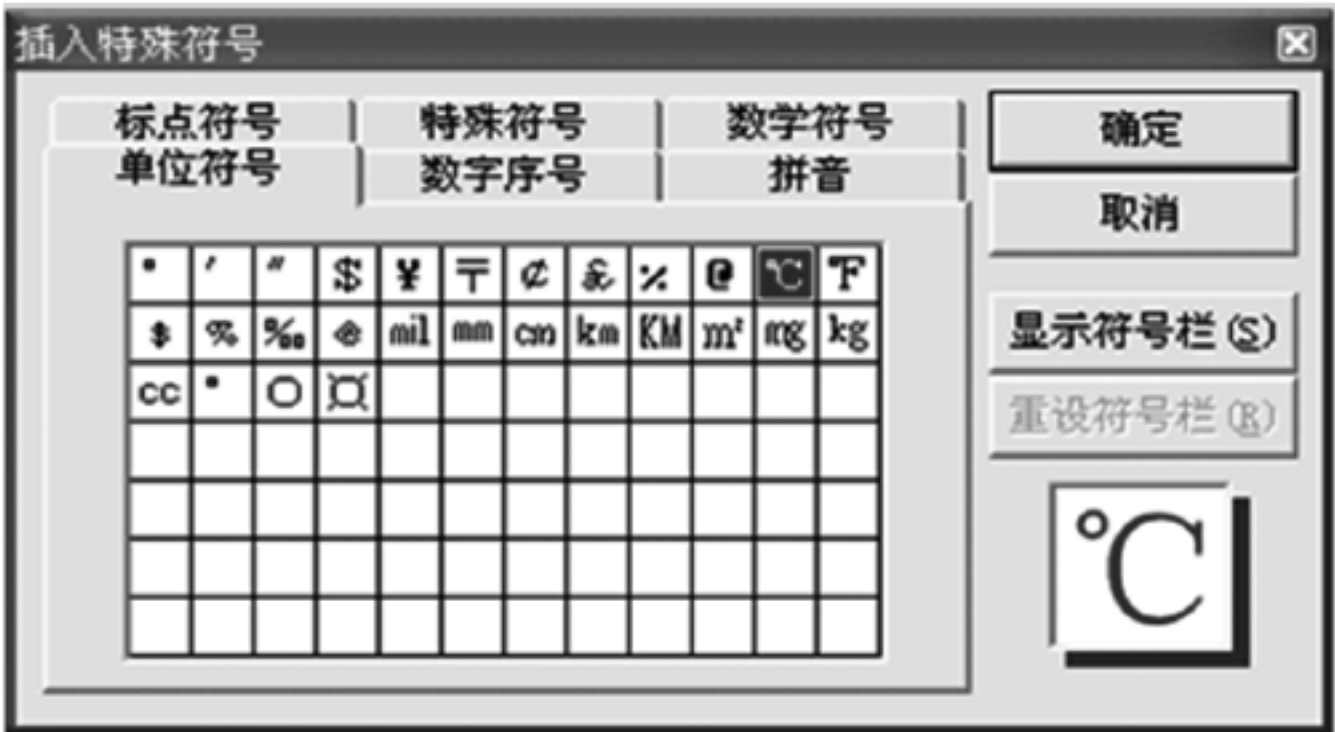 插入特殊符号
标点符号 特殊符号 数学符号
单位符号 数字序号 拼音
确定
取消
显示符号栏(S)
重设符号栏(R)
° ′ ″ $ ¥ 〒 ¢ £ ٪ @ ℃ ℉
﹩ ﹪ ‰ ﹫ ㏕ ㎜ ㎝ ㎞ ㏎ ㎡ ㎎ ㎏
㏄ ° ○ ¤
℃